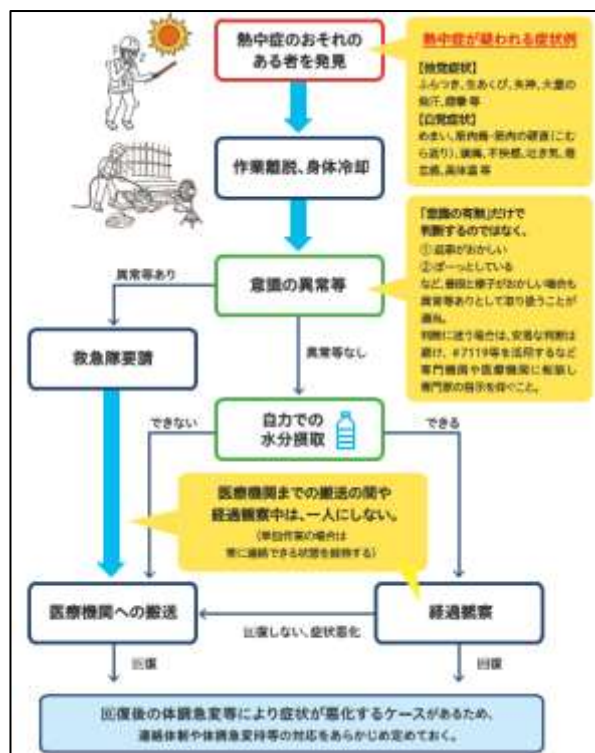 熱中症のおそれの
ある者を発見
熱中症が疑われる症状例
【他覚症状】
ふらつき、生あくび、失神、大量の
発汗、痙攣 等
【自覚症状】
めまい、筋肉痛・筋肉の硬直(こむ
ら返り)、頭痛、不快感、吐き気、倦
怠感、高体温 等
作業離脱、身体冷却
「意識の有無」だけで
判断するのではなく、
①返事がおかしい
②ぼーっとしている
など、普段と様子がおかしい場合も
異常等ありとして取り扱うことが
適当。
判断に迷う場合は、安易な判断は
避け、#7119等を活用するなど
専門機関や医療機関に相談し
専門家の指示を仰ぐこと。
意識の異常等
異常等あり
異常等なし
救急隊要請
自力での
水分摂取
できない
できる
医療機関までの搬送の間や
経過観察中は、一人にしない。
(単独作業の場合は
常に連絡できる状態を維持する)
医療機関への搬送
経過観察
回復しない、症状悪化
回復
回復
回復後の体調急変等により症状が悪化するケースがあるため、
連絡体制や体調急変時等の対応をあらかじめ定めておく。